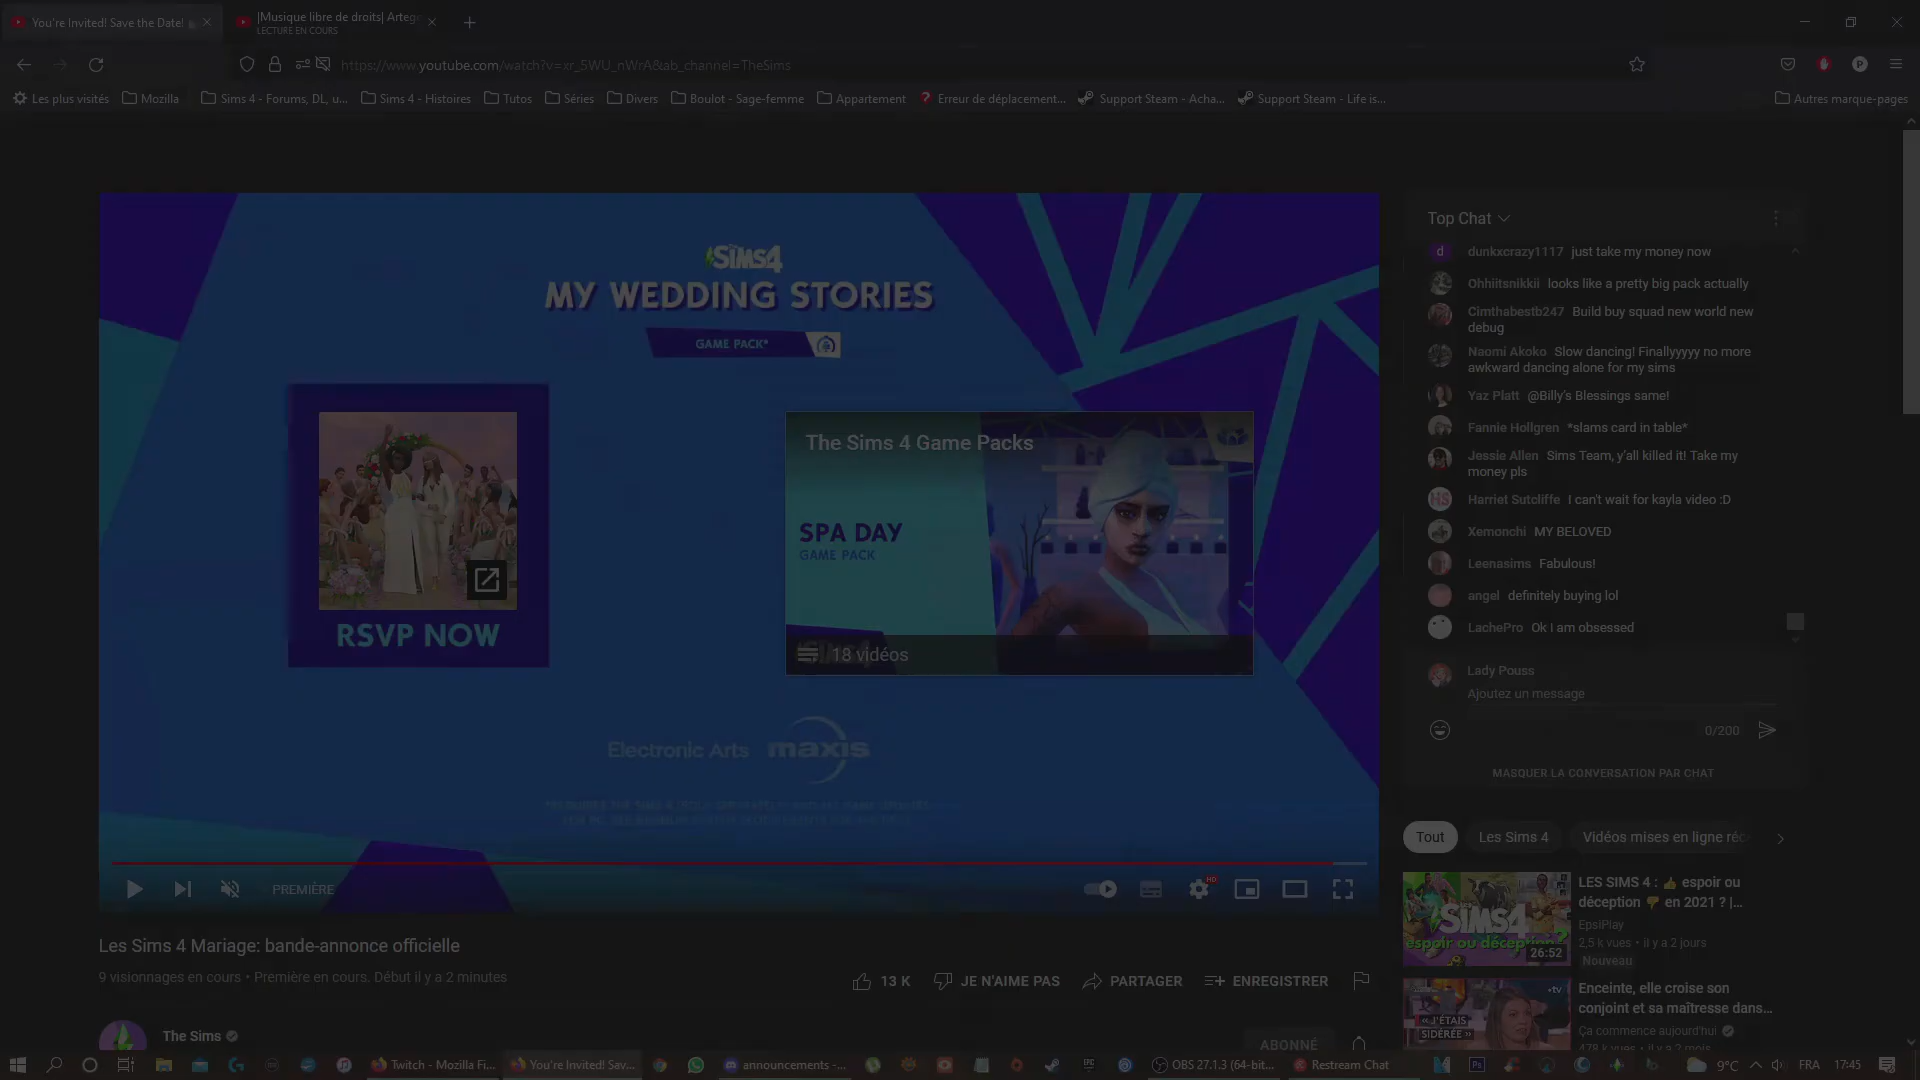 You're Invited! Save the Date!
|Musique libre de droits| Artegr
LECTURE EN COURS
https://www.youtube.com/watch?v=xr_5WU_nWrA&ab_channel=TheSims
Les plus visités
Mozilla
Sims 4 - Forums, DL, u...
Sims 4 - Histoires
Tutos
Séries
Divers
Boulot - Sage-femme
Appartement
Erreur de déplacement...
Support Steam - Acha...
Support Steam - Life is...
Autres marque-pages
SIMS4
MY WEDDING STORIES
GAME PACK*
RSVP NOW
The Sims 4 Game Packs
SPA DAY
GAME PACK
18 vidéos
Electronic Arts
maxis
PREMIÈRE
HD
Les Sims 4 Mariage: bande-annonce officielle
9 visionnages en cours • Première en cours. Début il y a 2 minutes
13 K
JE N'AIME PAS
PARTAGER
ENREGISTRER
The Sims
ABONNÉ
Top Chat
d
dunkxcrazy1117 just take my money now
Ohhiitsnikkii looks like a pretty big pack actually
Cimthabestb247 Build buy squad new world new
debug
Naomi Akoko Slow dancing! Finallyyyyy no more
awkward dancing alone for my sims
Yaz Platt @Billy's Blessings same!
Fannie Hollgren *slams card in table*
Jessie Allen Sims Team, y'all killed it! Take my
money pls
HS
Harriet Sutcliffe I can't wait for kayla video :D
Xemonchi MY BELOVED
Leenasims Fabulous!
angel definitely buying lol
LachePro Ok i am obsessed
Lady Pouss
Ajoutez un message
0/200
MASQUER LA CONVERSATION PAR CHAT
Tout
Les Sims 4
Vidéos mises en ligne réc
SIMS4
espoir ou déception ?
26:52
LES SIMS 4 : 👍 espoir ou
déception 👎 en 2021 ? |...
EpsiPlay
2,5 k vues • il y a 2 jours
Nouveau
« J'ÉTAIS
SIDÉRÉE »
Enceinte, elle croise son
conjoint et sa maîtresse dans...
Ça commence aujourd'hui
478 k vues
Twitch - Mozilla Fi...
You're Invited! Sav...
announcements -...
OBS 27.1.3 (64-bit...
Restream Chat
9°C
FRA
17:45